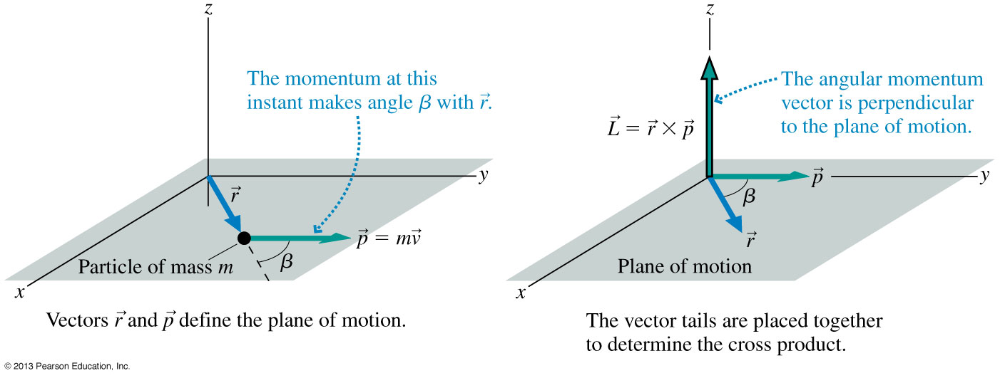 z
The momentum at this
instant makes angle β with r⃗.
y
r⃗
p⃗ = mv⃗
Particle of mass m
β
x
Vectors r⃗ and p⃗ define the plane of motion.
z
The angular momentum
vector is perpendicular
to the plane of motion.
L⃗ = r⃗ × p⃗
p⃗
y
β
r⃗
Plane of motion
x
The vector tails are placed together
to determine the cross product.
© 2013 Pearson Education, Inc.